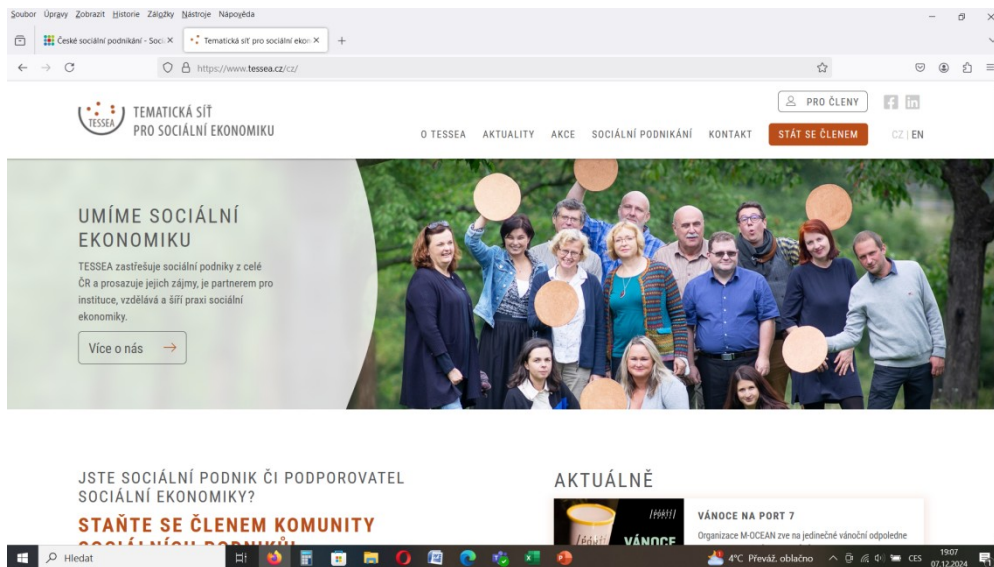 Soubor Úpravy Zobrazit Historie Záložky Nástroje Nápověda
České sociální podnikání - Soci
Tematická síť pro sociální ekon
https://www.tessea.cz/cz/
TESSEA
TEMATICKÁ SÍŤ
PRO SOCIÁLNÍ EKONOMIKU
PRO ČLENY
O TESSEA AKTUALITY AKCE SOCIÁLNÍ PODNIKÁNÍ KONTAKT STÁT SE ČLENEM CZ | EN
UMÍME SOCIÁLNÍ
EKONOMIKU
TESSEA zastřešuje sociální podniky z celé
ČR a prosazuje jejich zájmy, je partnerem pro
instituce, vzdělává a šíří praxi sociální
ekonomiky.
Více o nás
JSTE SOCIÁLNÍ PODNIK ČI PODPOROVATEL
SOCIÁLNÍ EKONOMIKY?
STAŇTE SE ČLENEM KOMUNITY
SOCIÁLNÍCH PODNIKŮ!
AKTUÁLNĚ
VÁNOCE
VÁNOCE NA PORT 7
Organizace M-OCEAN zve na jedinečné vánoční odpoledne
Hledat
4°C Převáž. oblačno
CES
19:07
07.12.2024